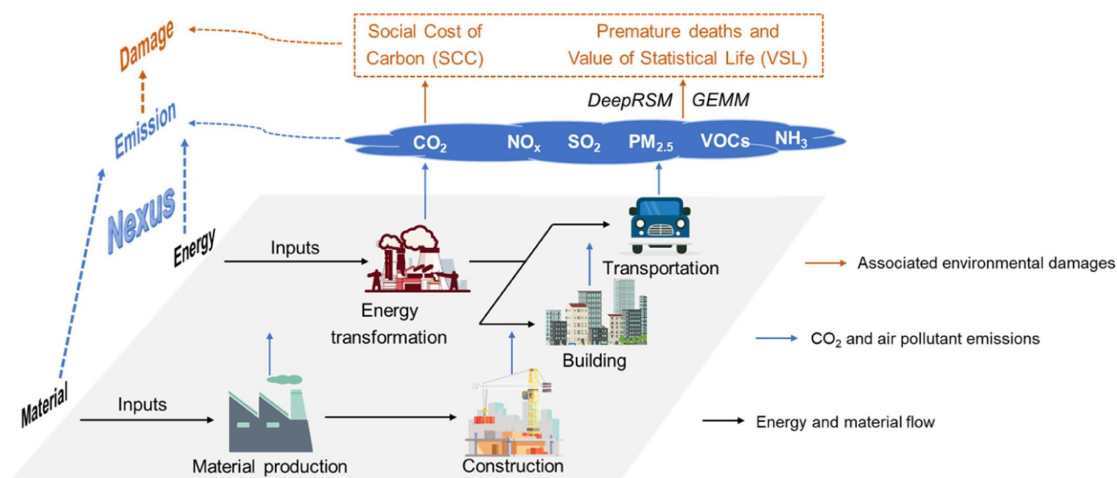 Damage
Social Cost of
Carbon (SCC)
Premature deaths and
Value of Statistical Life (VSL)
DeepRSM
GEMM
Emission
CO2
NOx
SO2
PM2.5
VOCs
NH3
Nexus
Energy
Inputs
Energy
transformation
Transportation
Building
Material
Inputs
Material production
Construction
Associated environmental damages
CO2 and air pollutant emissions
Energy and material flow